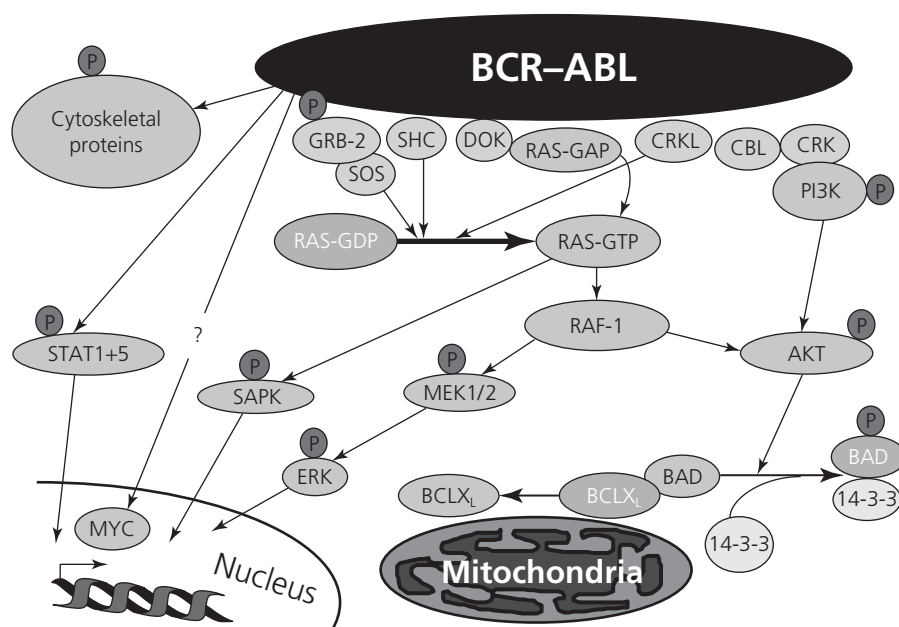 BCR–ABL
P
Cytoskeletal
proteins
P
GRB-2
SOS
SHC
DOK
RAS-GAP
CRKL
CBL
CRK
PI3K
P
RAS-GDP
RAS-GTP
?
P
STAT1+5
RAF-1
P
AKT
P
SAPK
P
MEK1/2
P
ERK
P
BAD
14-3-3
BCLXL
BCLXL
BAD
14-3-3
MYC
Nucleus
Mitochondria